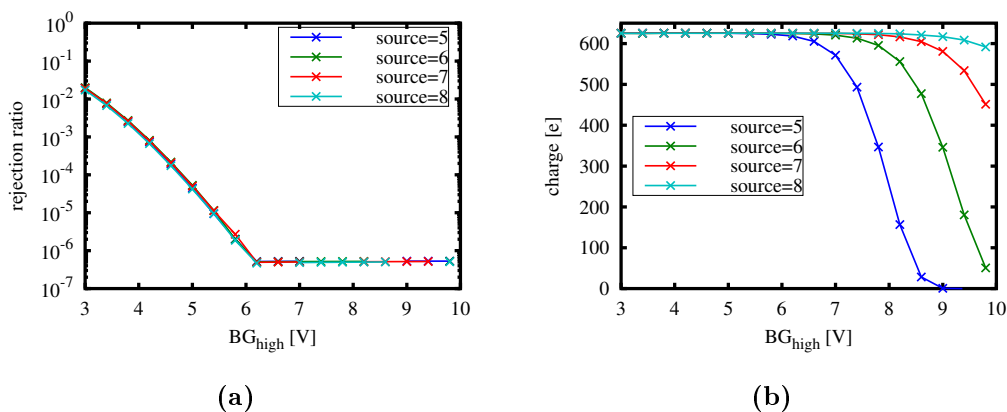 10^0
10^-1
10^-2
10^-3
10^-4
10^-5
10^-6
10^-7
rejection ratio
3 4 5 6 7 8 9 10
BG_high [V]
source=5
source=6
source=7
source=8
(a)
600
500
400
300
200
100
0
charge [e]
3 4 5 6 7 8 9 10
BG_high [V]
source=5
source=6
source=7
source=8
(b)